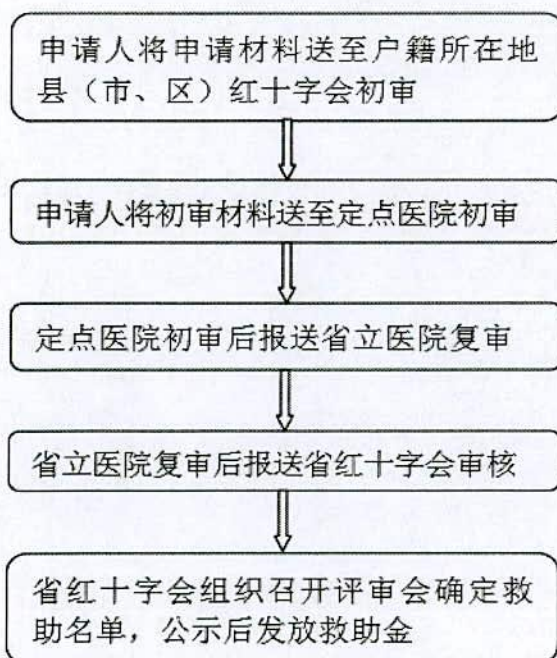 申请人将申请材料送至户籍所在地
县（市、区）红十字会初审
申请人将初审材料送至定点医院初审
定点医院初审后报送省立医院复审
省立医院复审后报送省红十字会审核
省红十字会组织召开评审会确定救
助名单，公示后发放救助金